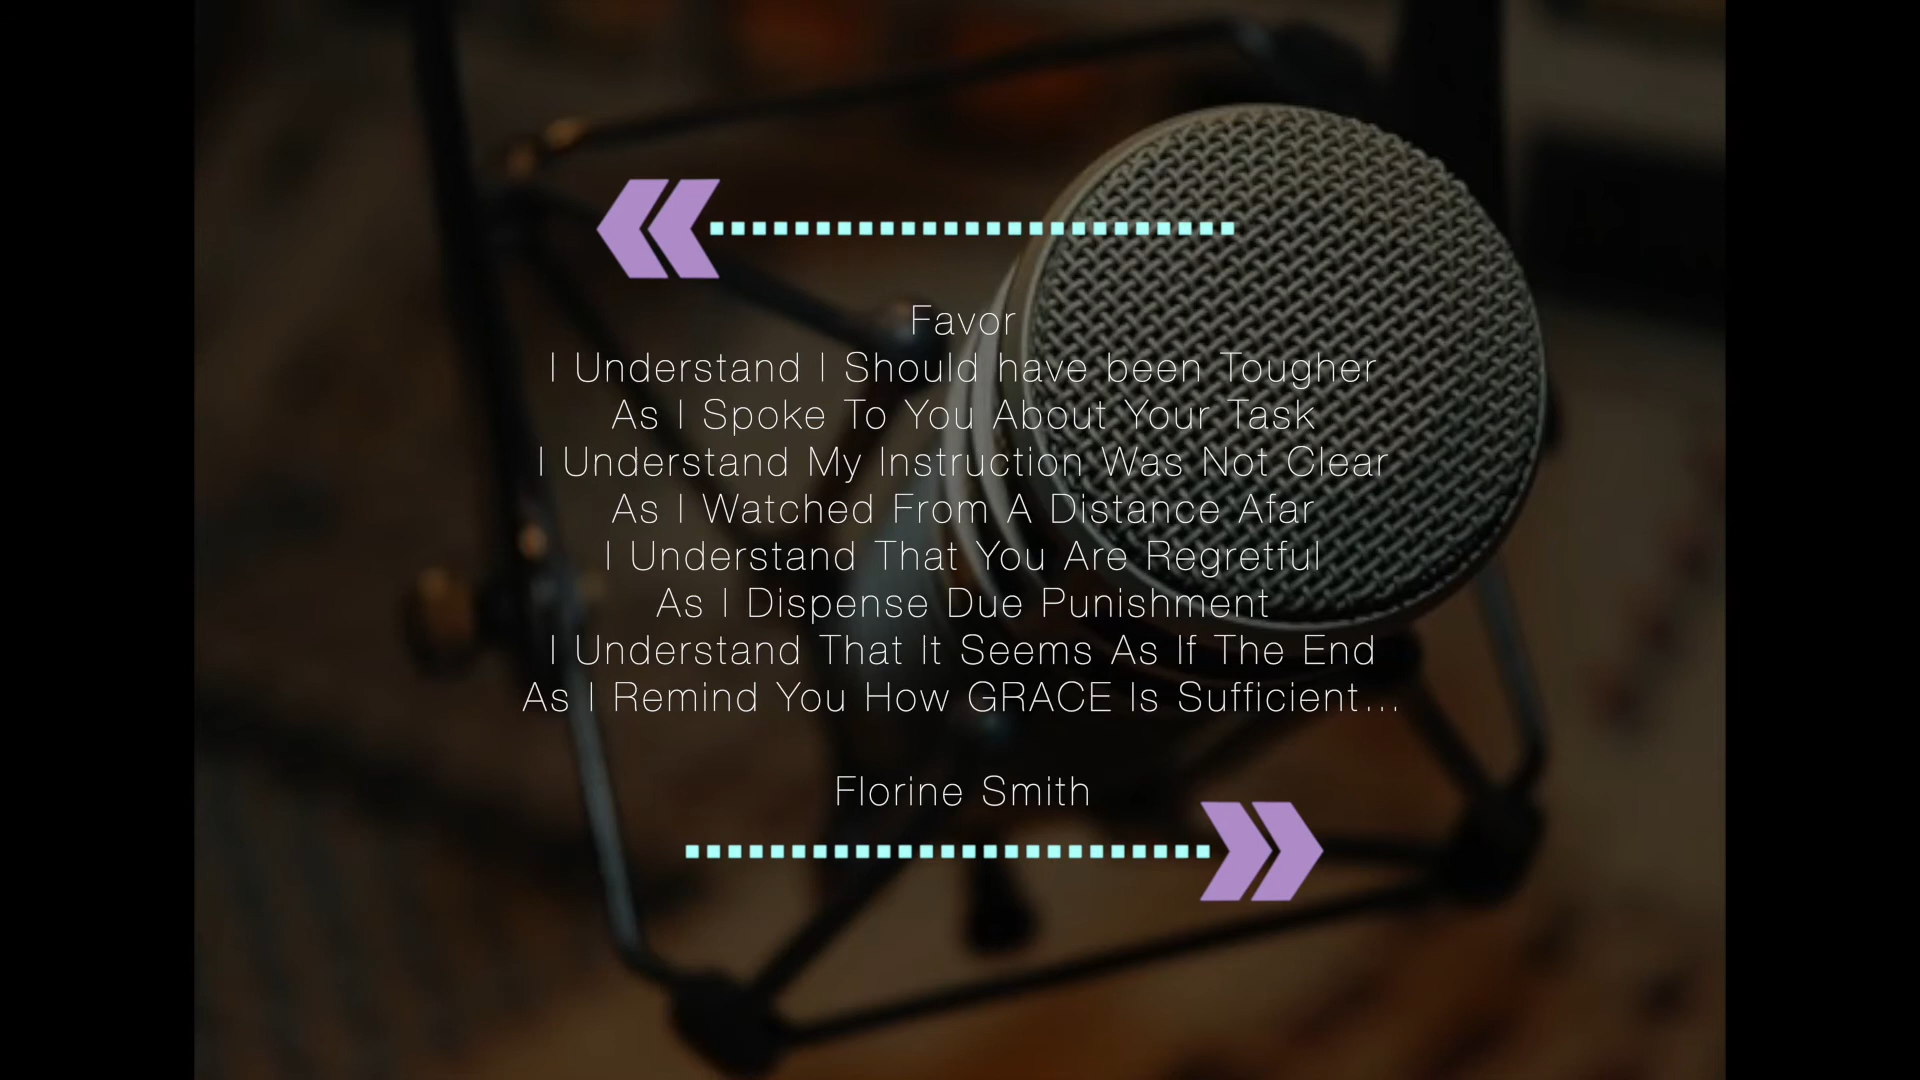 Favor
I Understand I Should have been Tougher
As I Spoke To You About Your Task
I Understand My Instruction Was Not Clear
As I Watched From A Distance Afar
I Understand That You Are Regretful
As I Dispense Due Punishment
I Understand That It Seems As If The End
As I Remind You How GRACE Is Sufficient...
Florine Smith